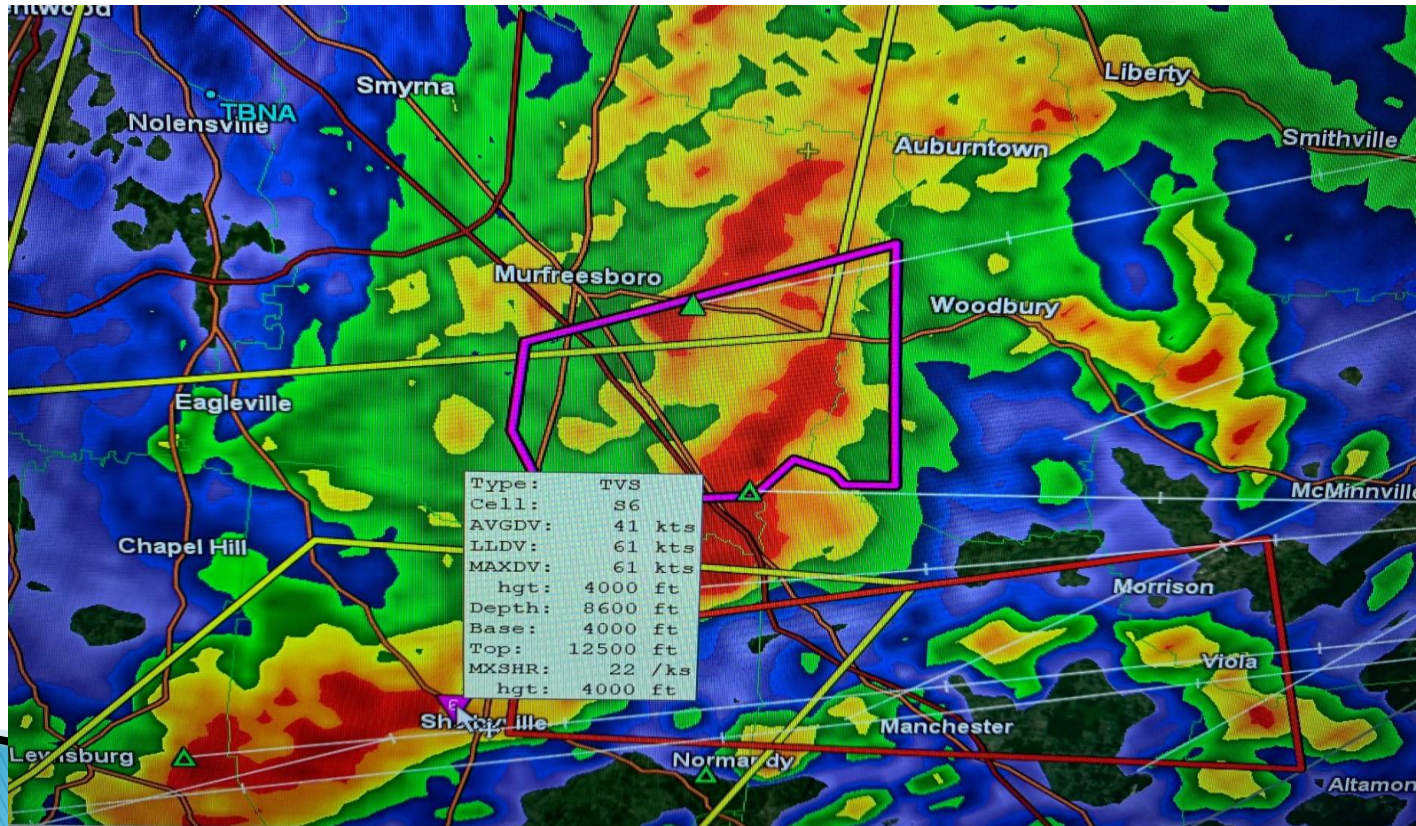 ntwood
Smyrna
Liberty
TBNA
Nolensville
Smithville
Auburntown
Murfreesboro
Woodbury
Eagleville
McMinnville
Type: TVS
Cell: S6
AVGDV: 41 kts
LLDV: 61 kts
MAXDV: 61 kts
hgt: 4000 ft
Depth: 8600 ft
Base: 4000 ft
Top: 12500 ft
MXSHR: 22 /ks
hgt: 4000 ft
Chapel Hill
Morrison
Viola
Manchester
Lewisburg
Normandy
Altamon